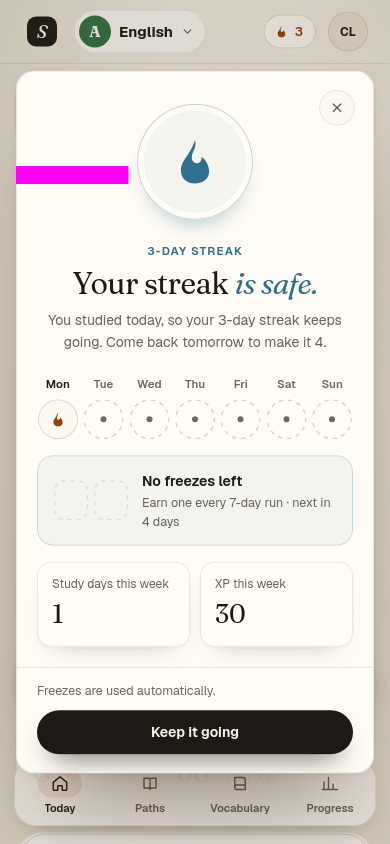 S
A
English
3
CL
3-DAY STREAK
Your streak is safe.
You studied today, so your 3-day streak keeps
going. Come back tomorrow to make it 4.
Mon Tue Wed Thu Fri Sat Sun
No freezes left
Earn one every 7-day run · next in
4 days
Study days this week
1
XP this week
30
Freezes are used automatically.
Keep it going
Today Paths Vocabulary Progress